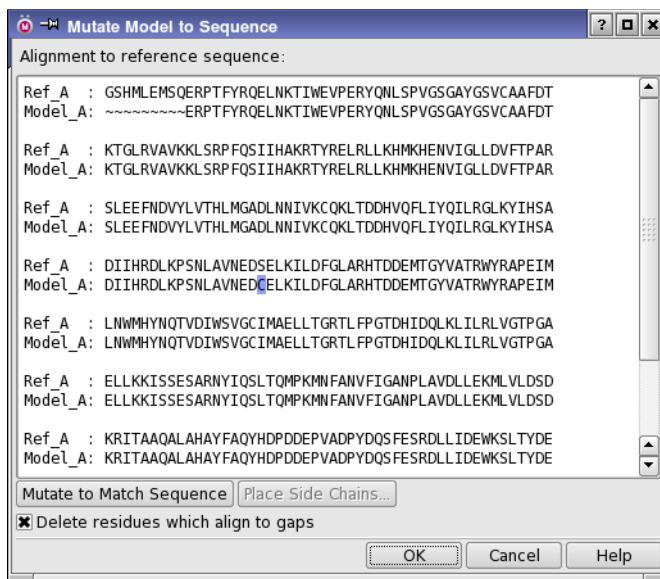 Mutate Model to Sequence
Alignment to reference sequence:
Ref_A : GSHMLEMSQERPTFYRQELNKTIWEVPERYQNLSPVGSGAYGSVCAAFDT
Model_A: ~~~~~~~~~ERPTFYRQELNKTIWEVPERYQNLSPVGSGAYGSVCAAFDT
Ref_A : KTGLRVAVKKLSRPFQSIIHAKRTYRELRLLKHMKHENVIGLLDVFTPAR
Model_A: KTGLRVAVKKLSRPFQSIIHAKRTYRELRLLKHMKHENVIGLLDVFTPAR
Ref_A : SLEEFNDVYLVTHLMGADLNNIVKCQKLTDDHVQFLIYQILRGLKYIHSA
Model_A: SLEEFNDVYLVTHLMGADLNNIVKCQKLTDDHVQFLIYQILRGLKYIHSA
Ref_A : DIIHRDLKPSNLAVNEDSELKILDFGLARHTDDEMTGYVATRWYRAPEIM
Model_A: DIIHRDLKPSNLAVNEDCELKILDFGLARHTDDEMTGYVATRWYRAPEIM
Ref_A : LNWMHYNQTVDIWSVGCIMAELLTGRTLFPGTDHIDQLKLILRLVGTPGA
Model_A: LNWMHYNQTVDIWSVGCIMAELLTGRTLFPGTDHIDQLKLILRLVGTPGA
Ref_A : ELLKKISSESARNYIQSLTQMPKMNFANVFIGANPLAVDLLEKMLVLDSD
Model_A: ELLKKISSESARNYIQSLTQMPKMNFANVFIGANPLAVDLLEKMLVLDSD
Ref_A : KRITAAQALAHAYFAQYHDPDDEPVADPYDQSFESRDLLIDEWKSLTYDE
Model_A: KRITAAQALAHAYFAQYHDPDDEPVADPYDQSFESRDLLIDEWKSLTYDE
Mutate to Match Sequence Place Side Chains...
Delete residues which align to gaps
OK Cancel Help